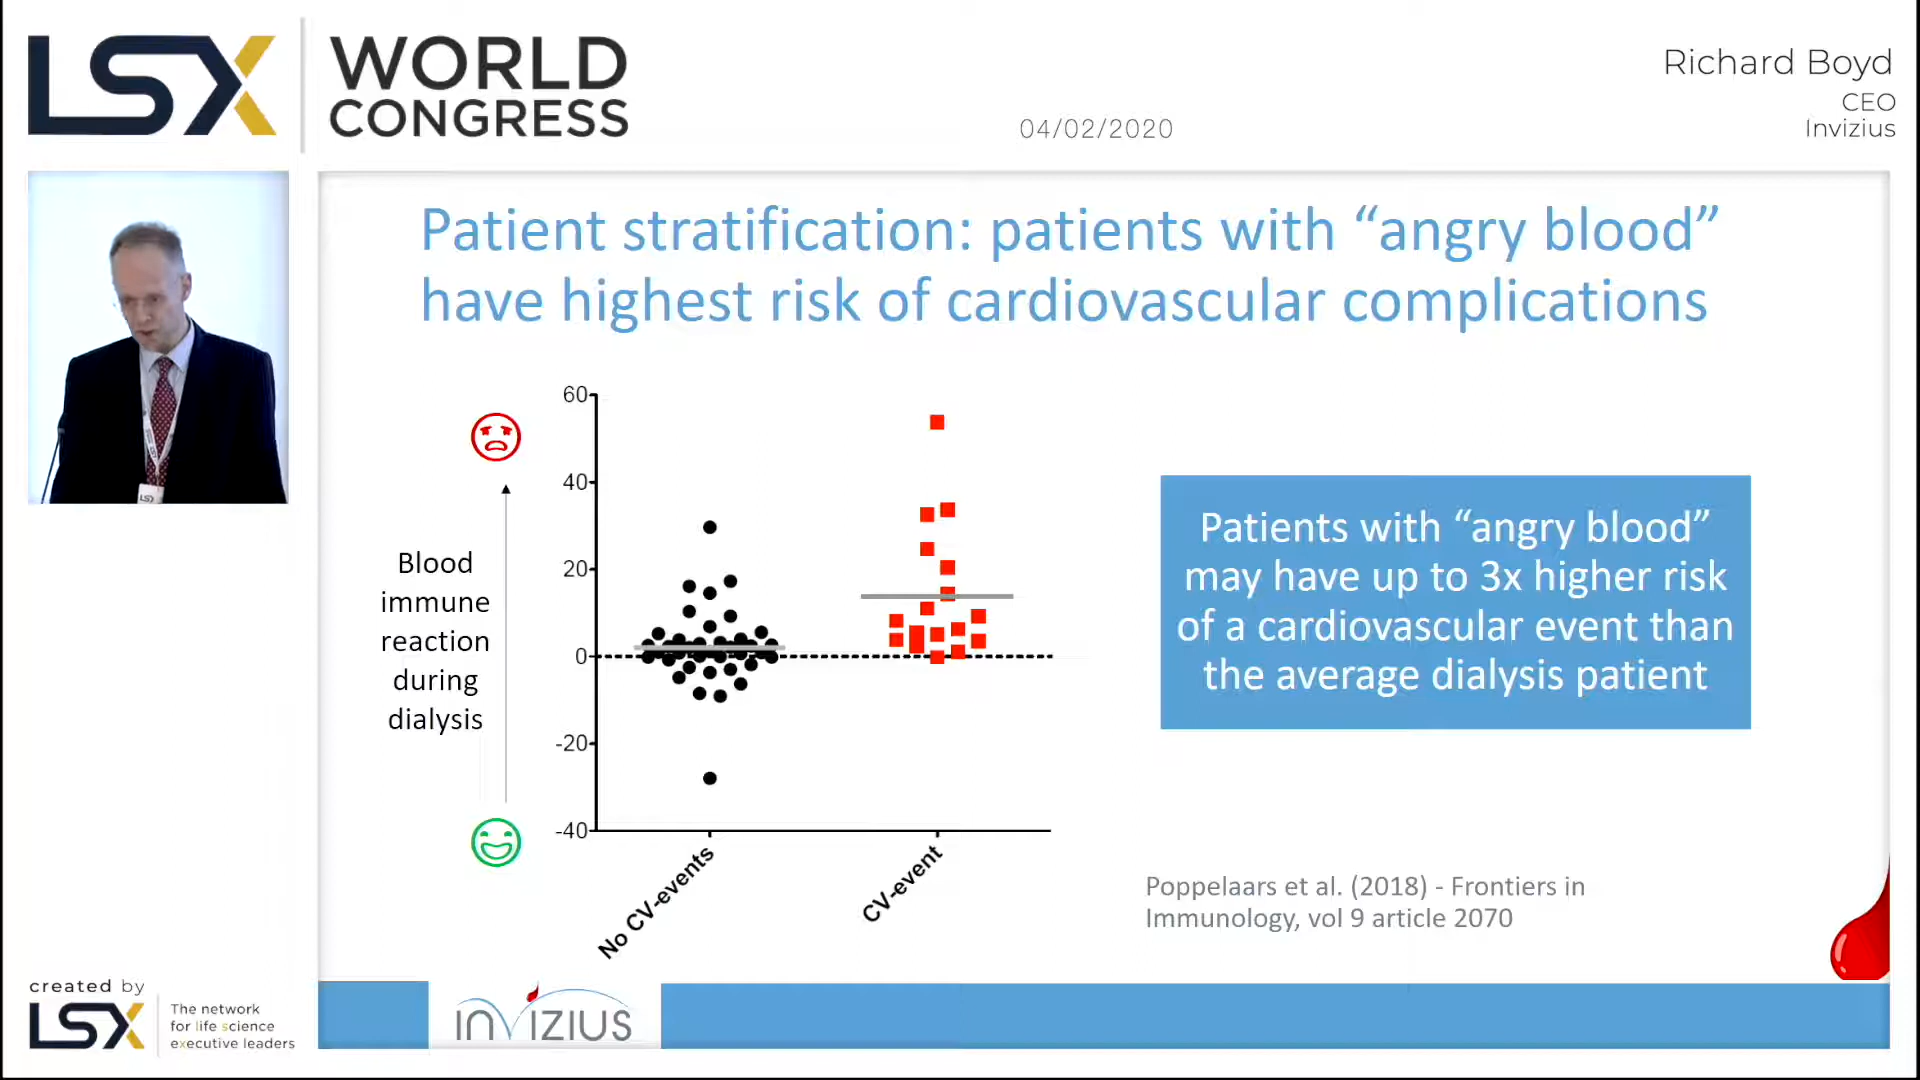 LSX
WORLD
CONGRESS
04/02/2020
Richard Boyd
CEO
Invizius
Patient stratification: patients with “angry blood”
have highest risk of cardiovascular complications
60
40
20
0
-20
-40
Blood
immune
reaction
during
dialysis
No CV-events
CV-event
Patients with “angry blood”
may have up to 3x higher risk
of a cardiovascular event than
the average dialysis patient
Poppelaars et al. (2018) - Frontiers in
Immunology, vol 9 article 2070
created by
LSX
The network
for life science
executive leaders
INVIZIUS
LSX